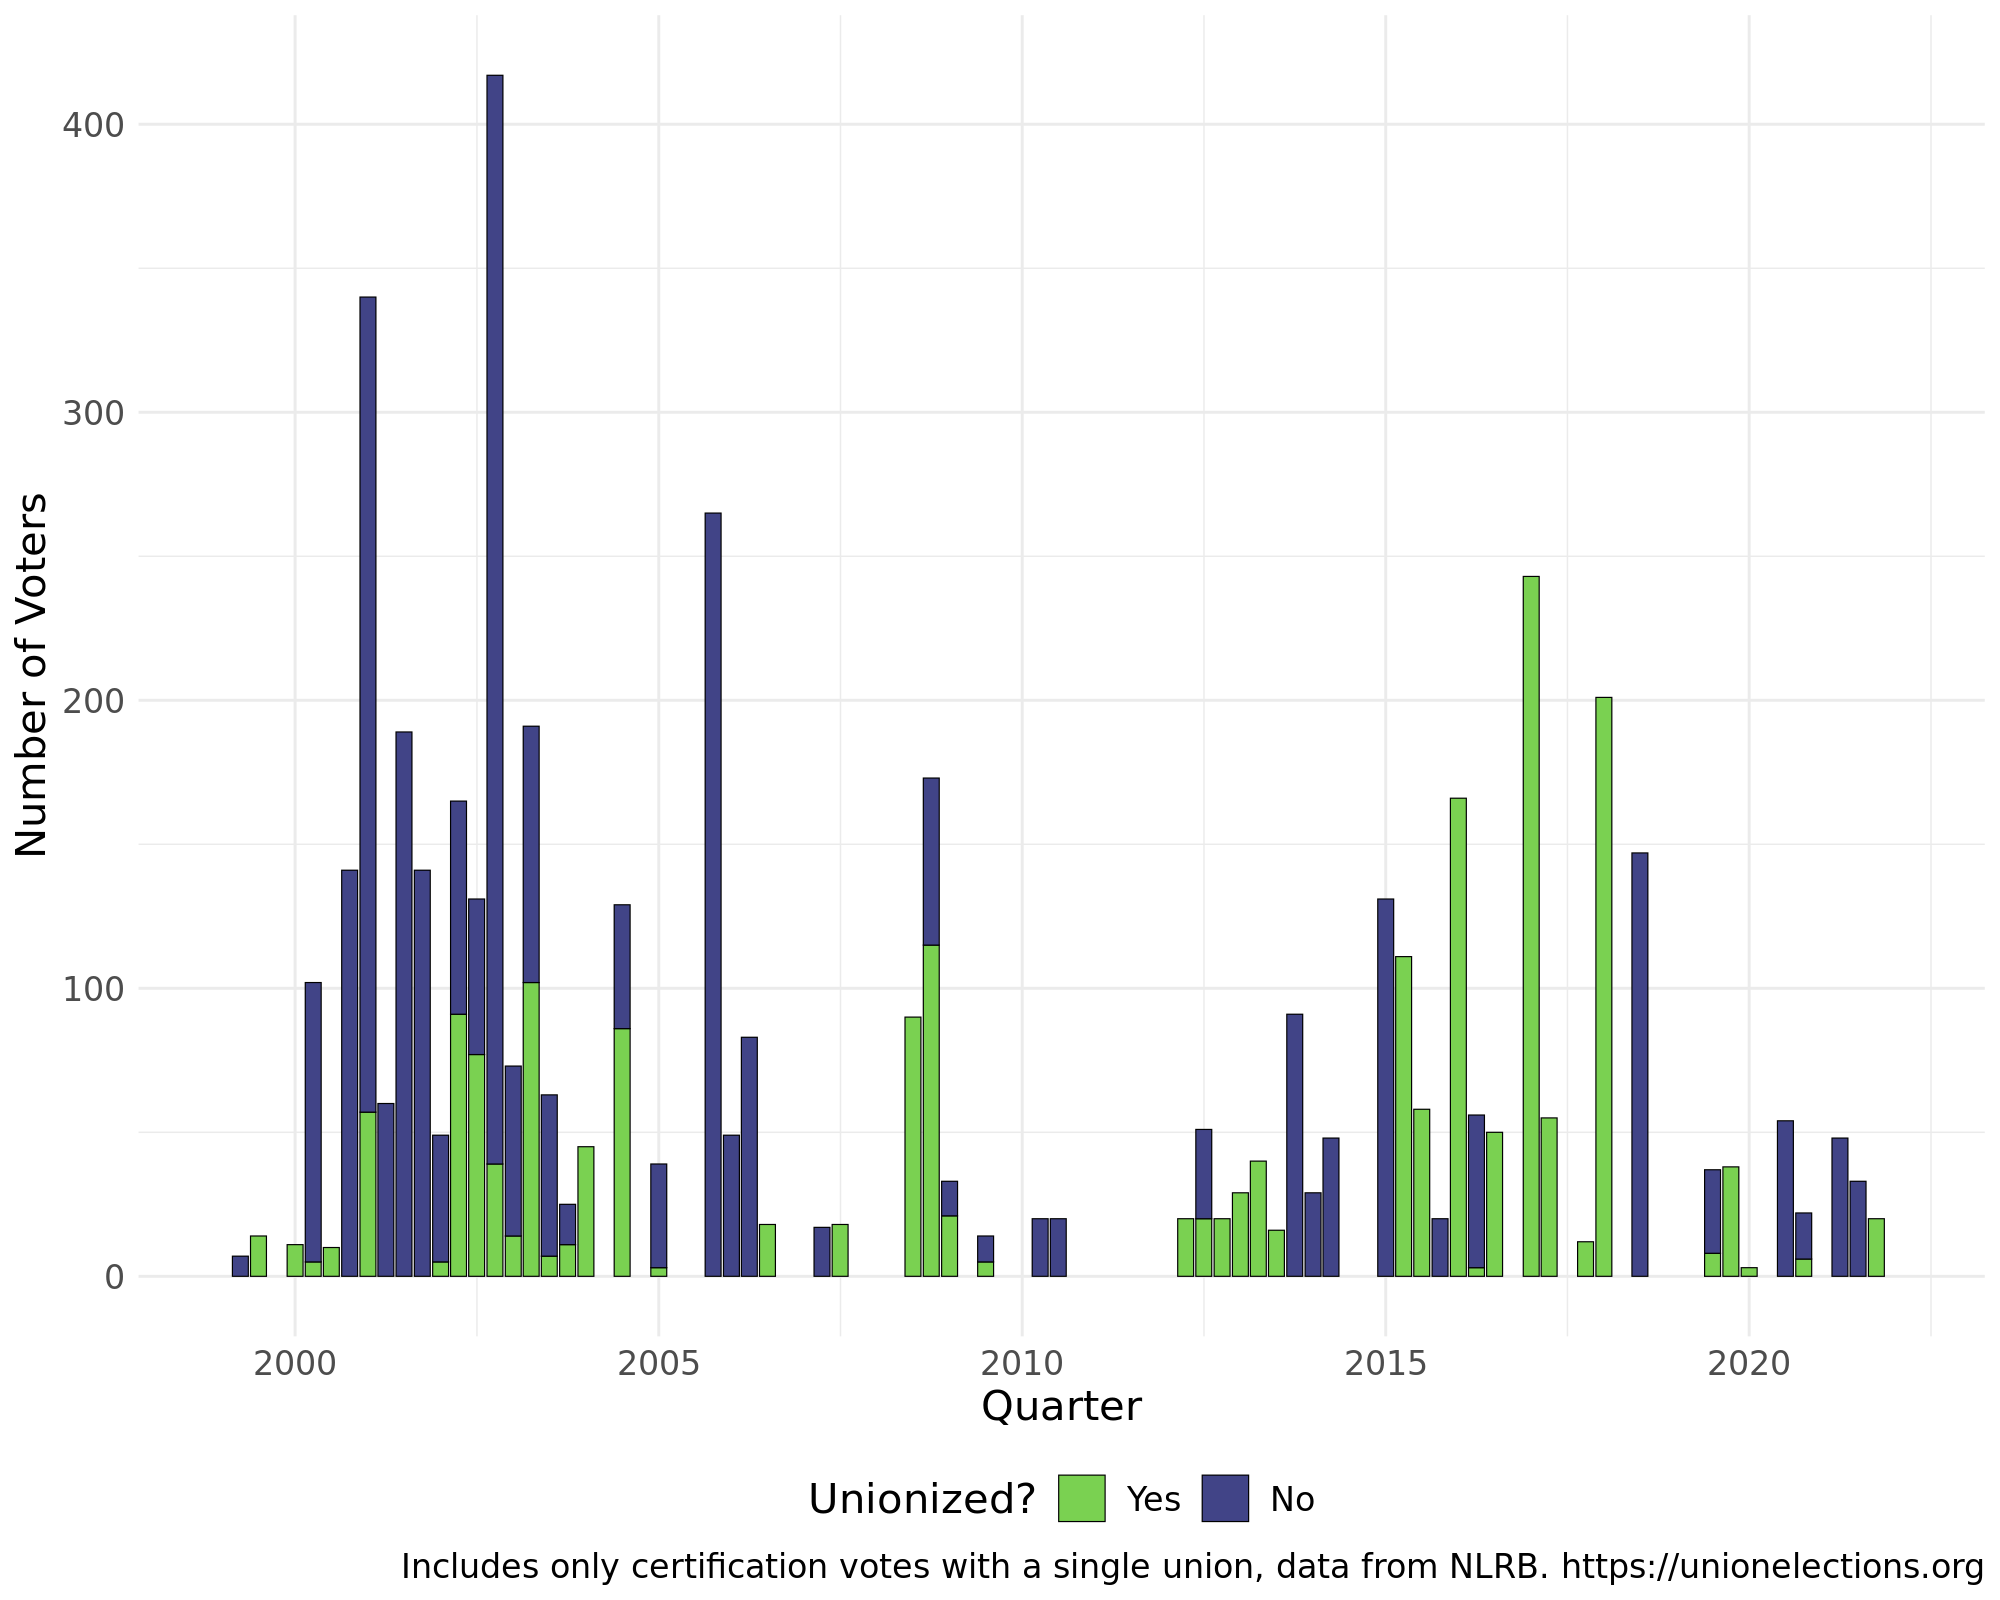 400
300
200
100
0
Number of Voters
2000 2005 2010 2015 2020
Quarter
Unionized? Yes No
Includes only certification votes with a single union, data from NLRB. https://unionelections.org